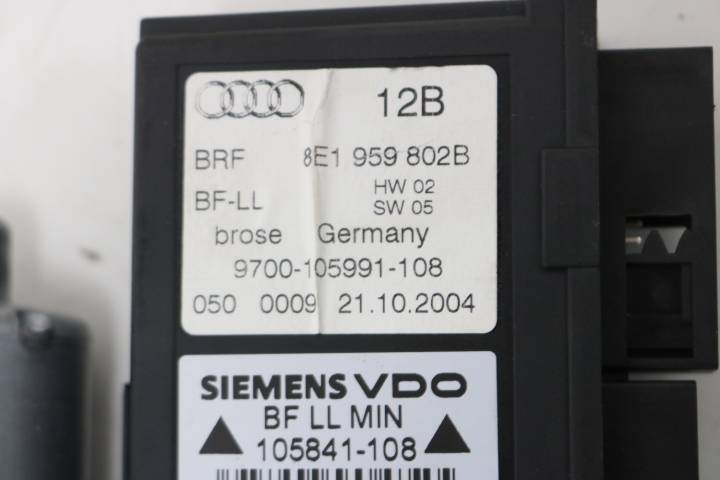 12B
BRF 8E1 959 802B
BF-LL HW 02
SW 05
brose Germany
9700-105991-108
050 0009 21.10.2004
SIEMENS VDO
BF LL MIN
105841-108